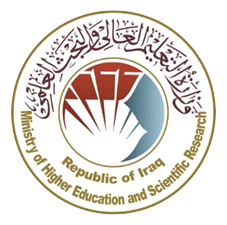 وزارة التعليم العالي والبحث العلمي
Republic of Iraq
Ministry of Higher Education and Scientific Research